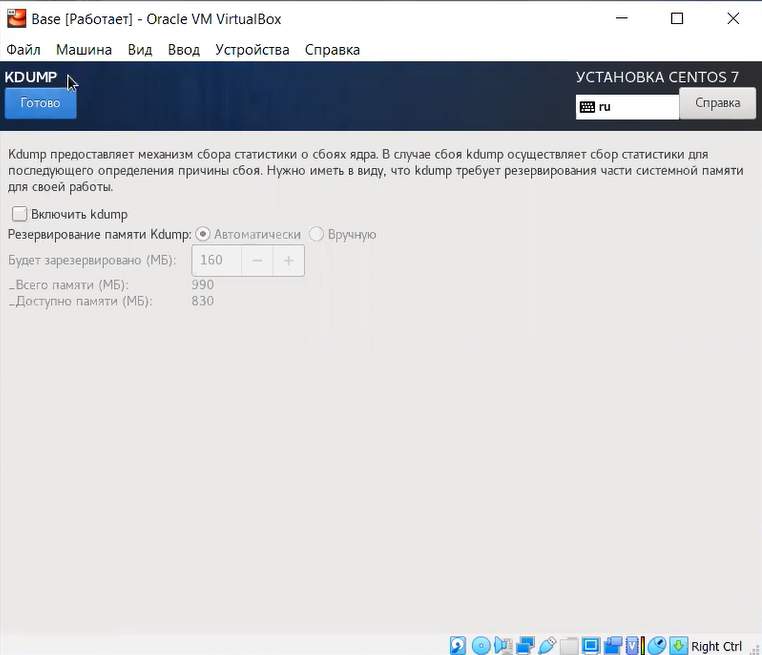 Base [Работает] - Oracle VM VirtualBox
Файл Машина Вид Ввод Устройства Справка
KDUMP
УСТАНОВКА CENTOS 7
Готово
ru
Справка
Kdump предоставляет механизм сбора статистики о сбоях ядра. В случае сбоя kdump осуществляет сбор статистики для
последующего определения причины сбоя. Нужно иметь в виду, что kdump требует резервирования части системной памяти
для своей работы.
Включить kdump
Резервирование памяти Kdump: Автоматически Вручную
Будет зарезервировано (МБ): 160 − +
_Всего памяти (МБ): 990
_Доступно памяти (МБ): 830
Right Ctrl